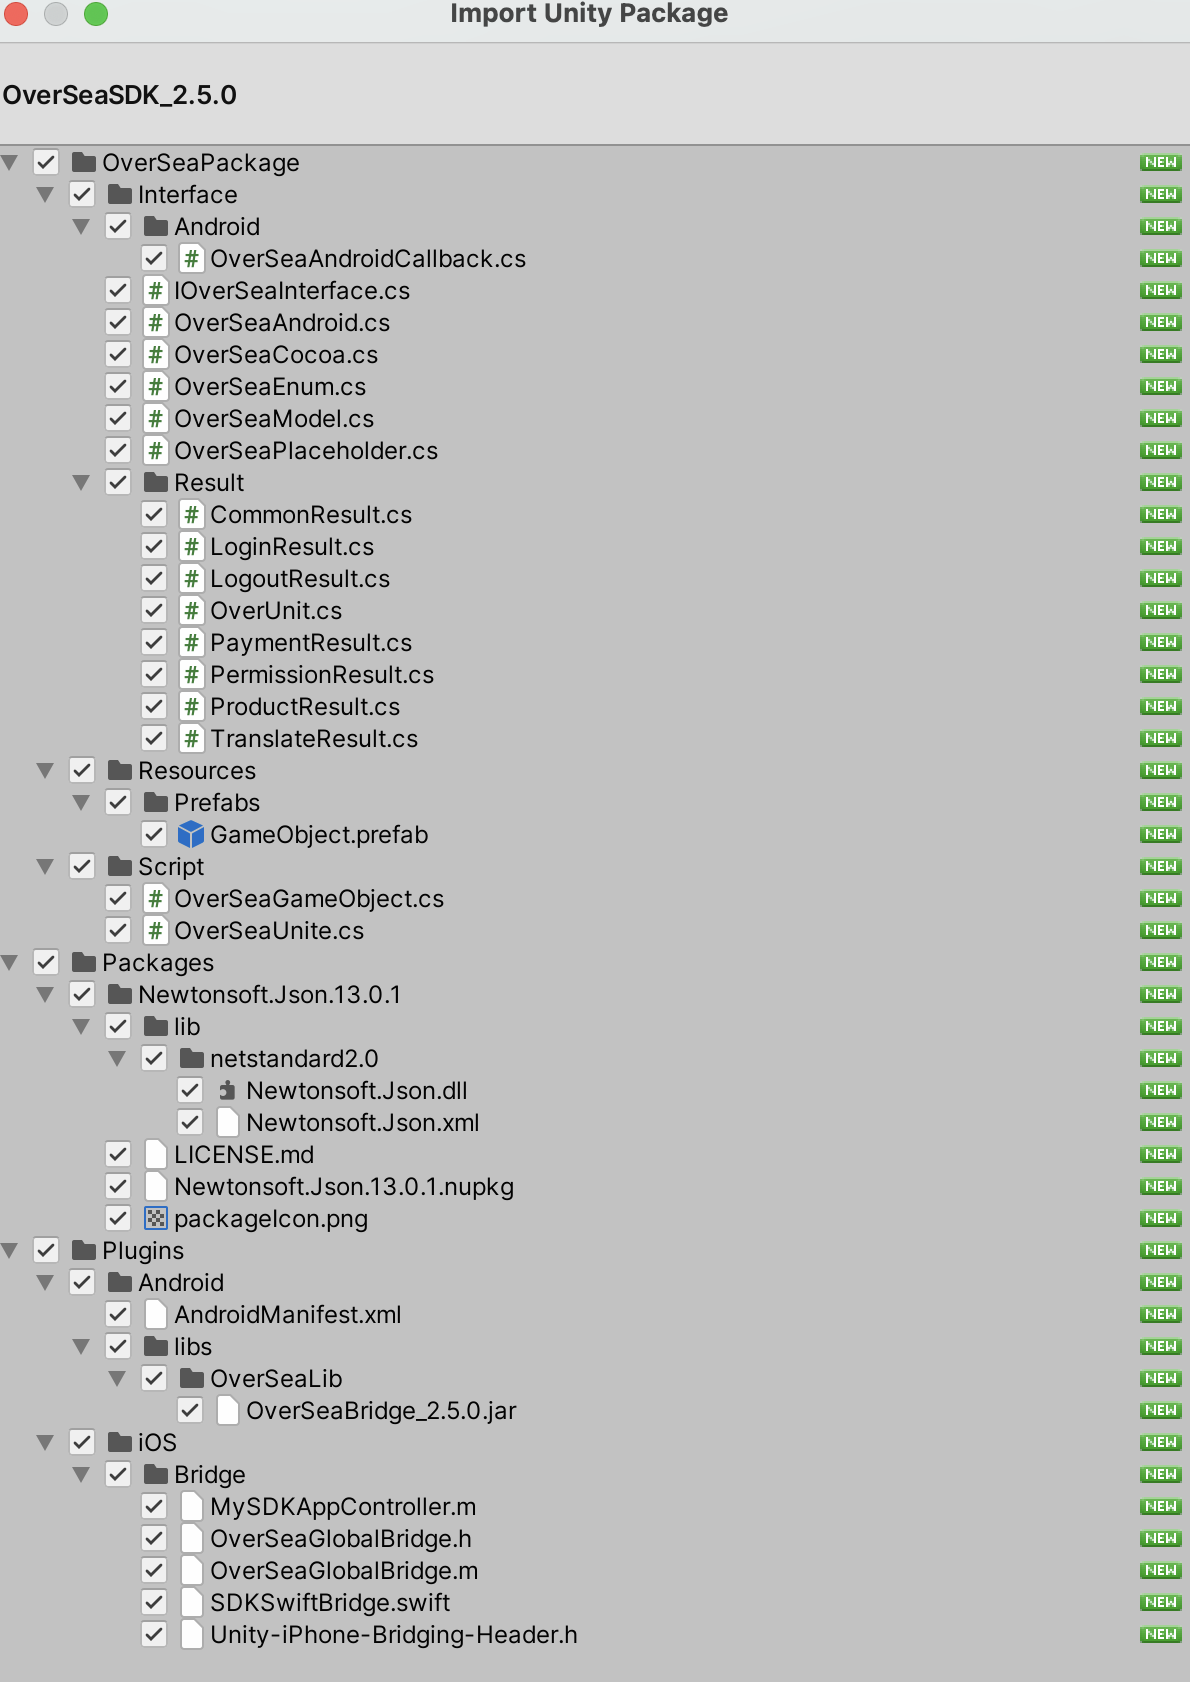 Import Unity Package
OverSeaSDK_2.5.0
OverSeaPackage NEW
Interface NEW
Android NEW
# OverSeaAndroidCallback.cs NEW
# IOverSeaInterface.cs NEW
# OverSeaAndroid.cs NEW
# OverSeaCocoa.cs NEW
# OverSeaEnum.cs NEW
# OverSeaModel.cs NEW
# OverSeaPlaceholder.cs NEW
Result NEW
# CommonResult.cs NEW
# LoginResult.cs NEW
# LogoutResult.cs NEW
# OverUnit.cs NEW
# PaymentResult.cs NEW
# PermissionResult.cs NEW
# ProductResult.cs NEW
# TranslateResult.cs NEW
Resources NEW
Prefabs NEW
GameObject.prefab NEW
Script NEW
# OverSeaGameObject.cs NEW
# OverSeaUnite.cs NEW
Packages NEW
Newtonsoft.Json.13.0.1 NEW
lib NEW
netstandard2.0 NEW
Newtonsoft.Json.dll NEW
Newtonsoft.Json.xml NEW
LICENSE.md NEW
Newtonsoft.Json.13.0.1.nupkg NEW
packageIcon.png NEW
Plugins NEW
Android NEW
AndroidManifest.xml NEW
libs NEW
OverSeaLib NEW
OverSeaBridge_2.5.0.jar NEW
iOS NEW
Bridge NEW
MySDKAppController.m NEW
OverSeaGlobalBridge.h NEW
OverSeaGlobalBridge.m NEW
SDKSwiftBridge.swift NEW
Unity-iPhone-Bridging-Header.h NEW